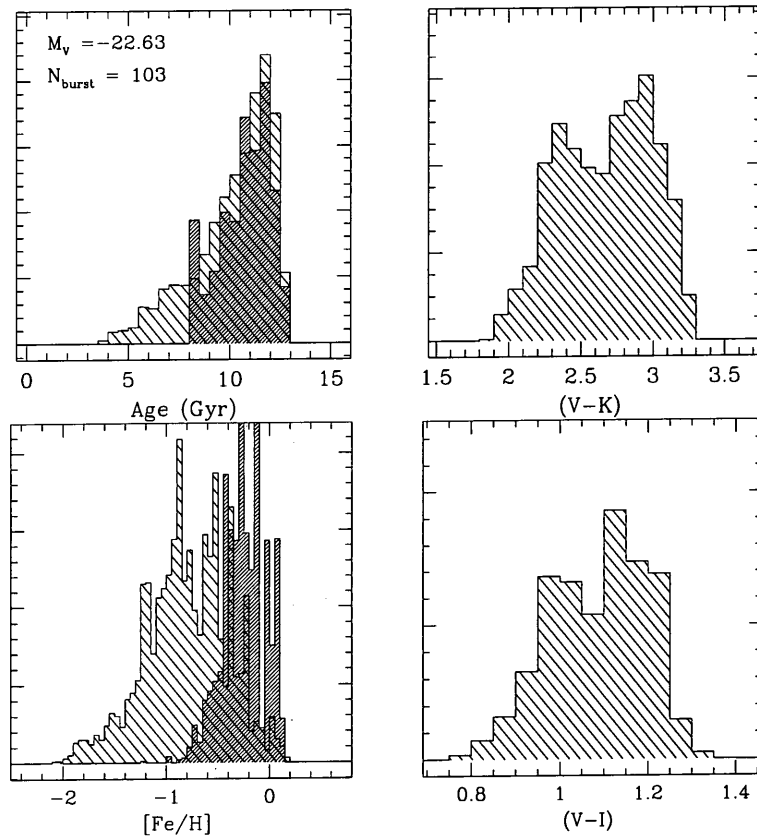 M_V = -22.63
N_burst = 103
0 5 10 15
Age (Gyr)
1.5 2 2.5 3 3.5
(V-K)
-2 -1 0
[Fe/H]
0.8 1 1.2 1.4
(V-I)